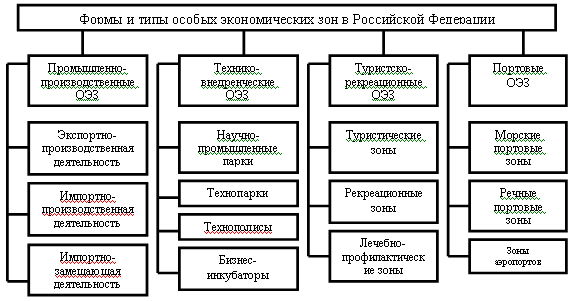 Формы и типы особых экономических зон в Российской Федерации
Промышленно-
производственные
ОЭЗ
Экспортно-
производственная
деятельность
Импортно-
производственная
деятельность
Импортно-
замещающая
деятельность
Технико-
внедренческие
ОЭЗ
Научно-
промышленные
парки
Технопарки
Технополисы
Бизнес-
инкубаторы
Туристско-
рекреационные
ОЭЗ
Туристические
зоны
Рекреационные
зоны
Лечебно-
профилактическ
ие зоны
Портовые
ОЭЗ
Морские
портовые
зоны
Речные
портовые
зоны
Зоны
аэропортов